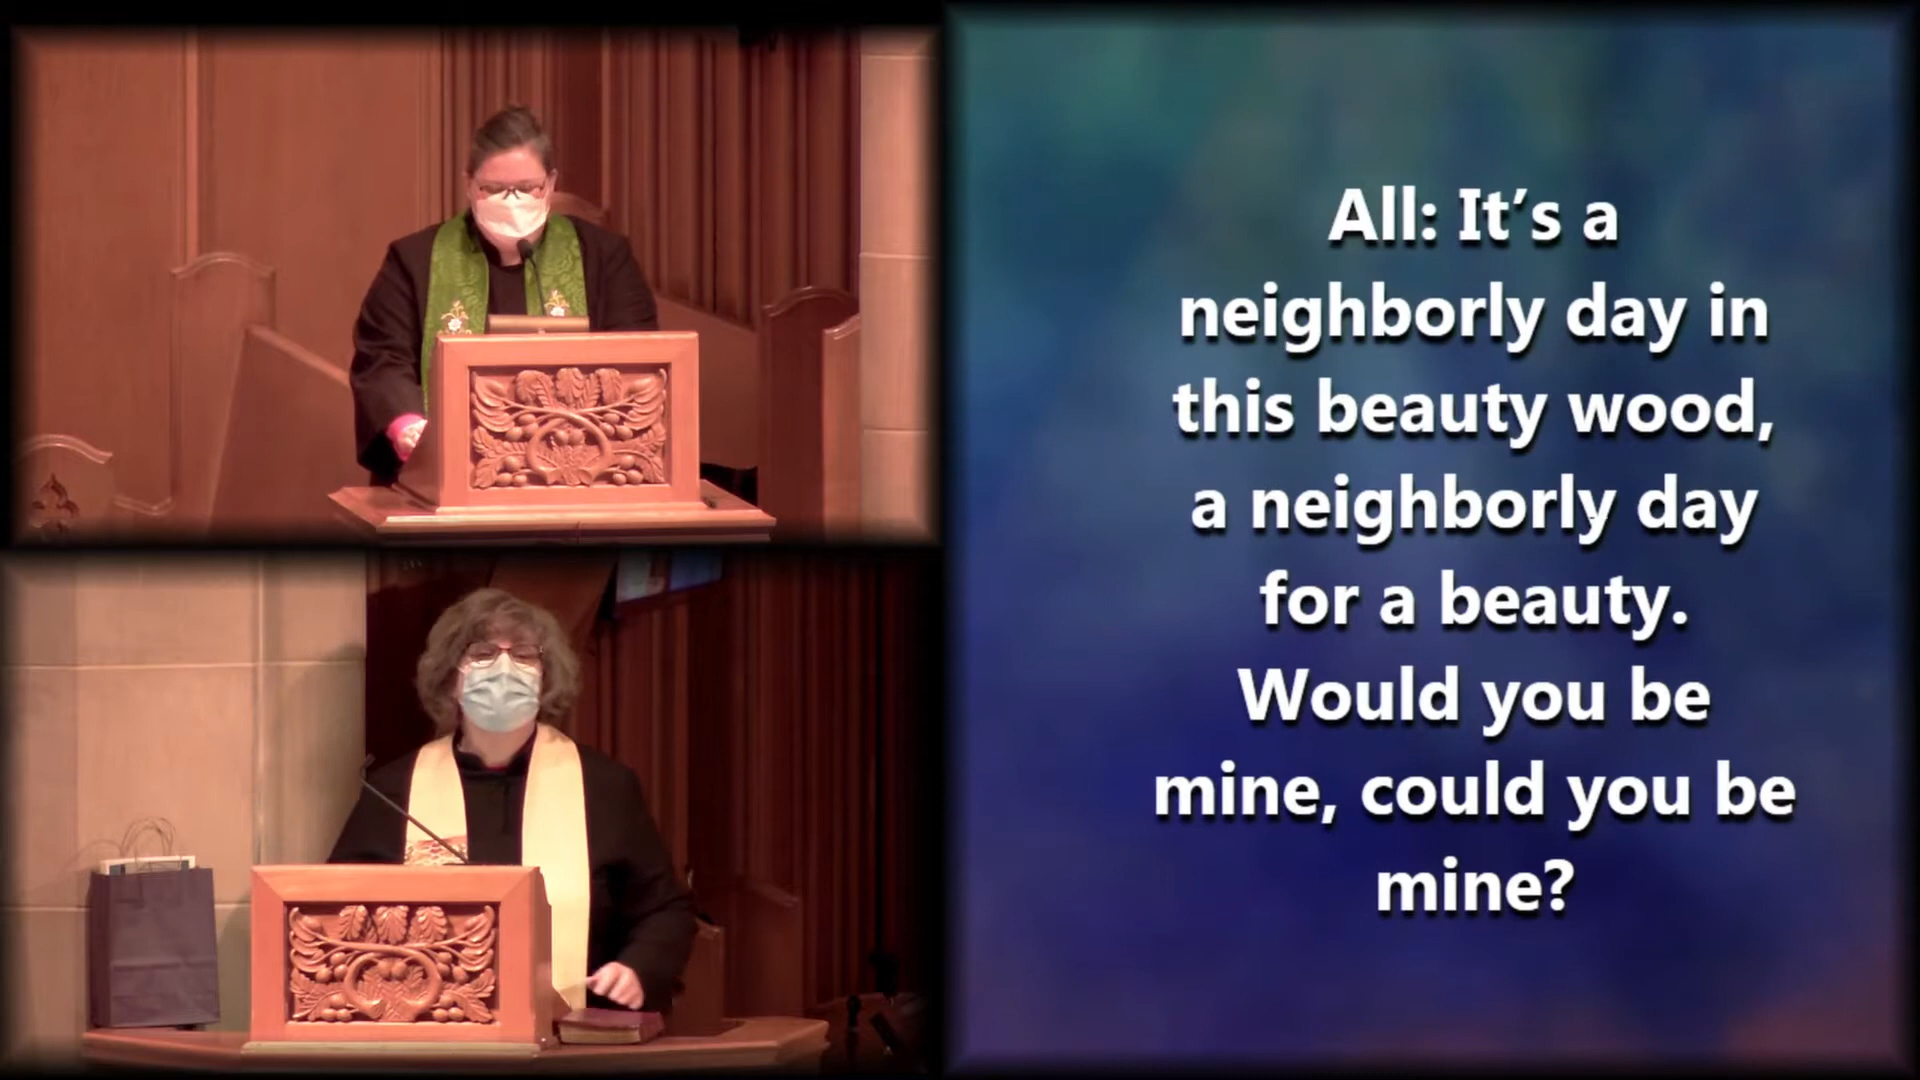 All: It’s a
neighborly day in
this beauty wood,
a neighborly day
for a beauty.
Would you be
mine, could you be
mine?